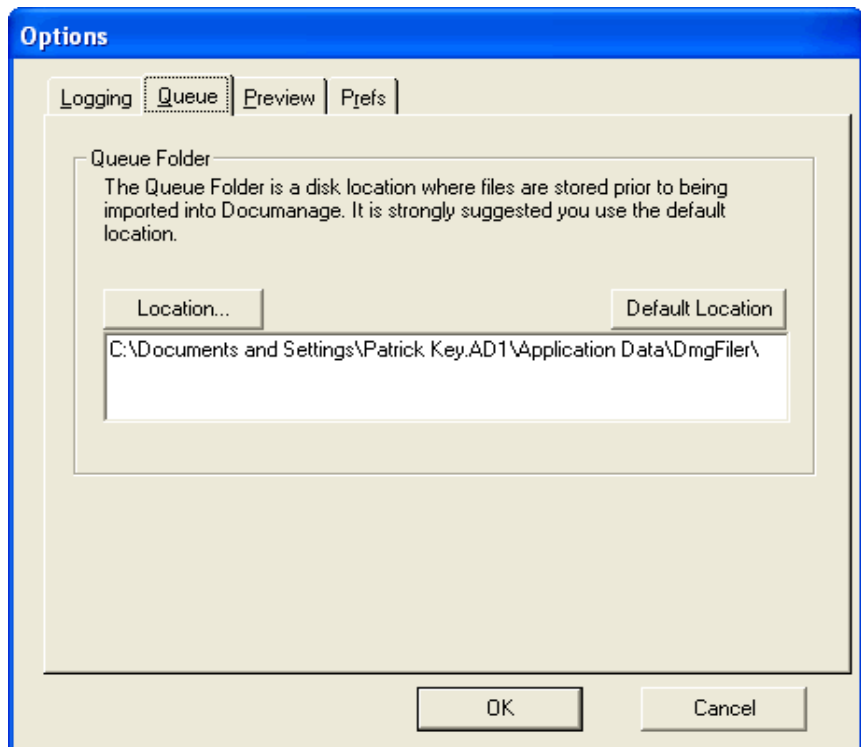 Options
Logging Queue Preview Prefs
Queue Folder
The Queue Folder is a disk location where files are stored prior to being
imported into Documanage. It is strongly suggested you use the default
location.
Location... Default Location
C:\Documents and Settings\Patrick Key.AD1\Application Data\DmgFiler\
OK Cancel